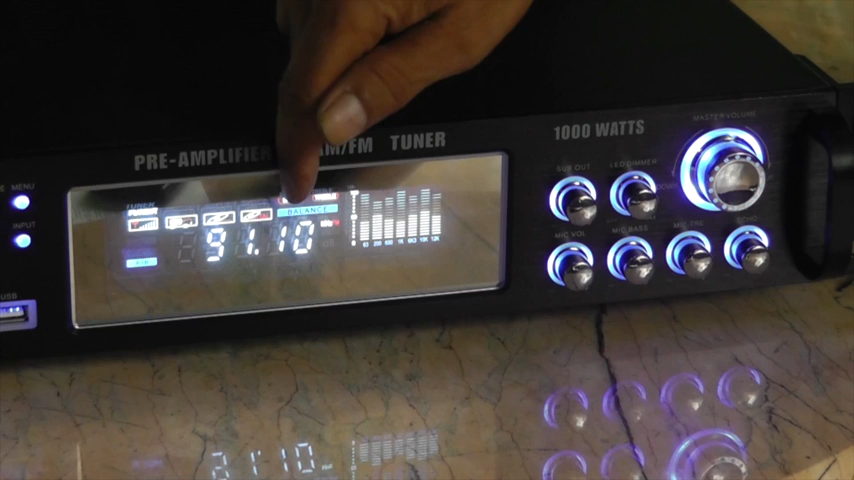 PRE-AMPLIFIER AM/FM TUNER
1000 WATTS
MASTER VOLUME
SUB OUT
LED DIMMER
MENU
INPUT
USB
TUNER
BALANCE
91.10
MIC VOL
MIC BASS
MIC TRE
ECHO